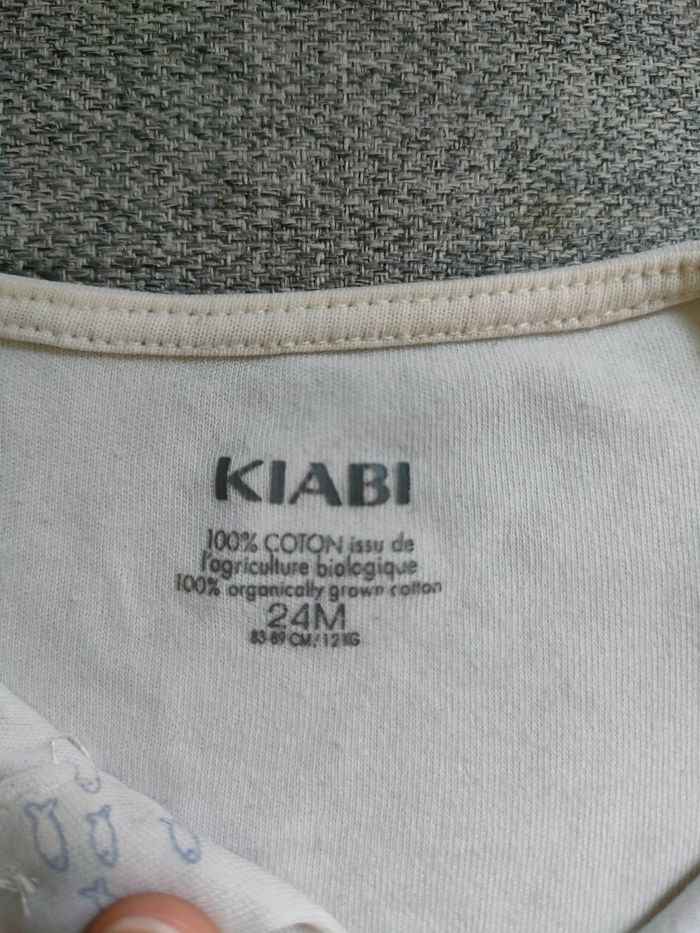 KIABI
100% COTON issu de
l'agriculture biologique
100% organically grown cotton
24M
83-89 CM/12KG